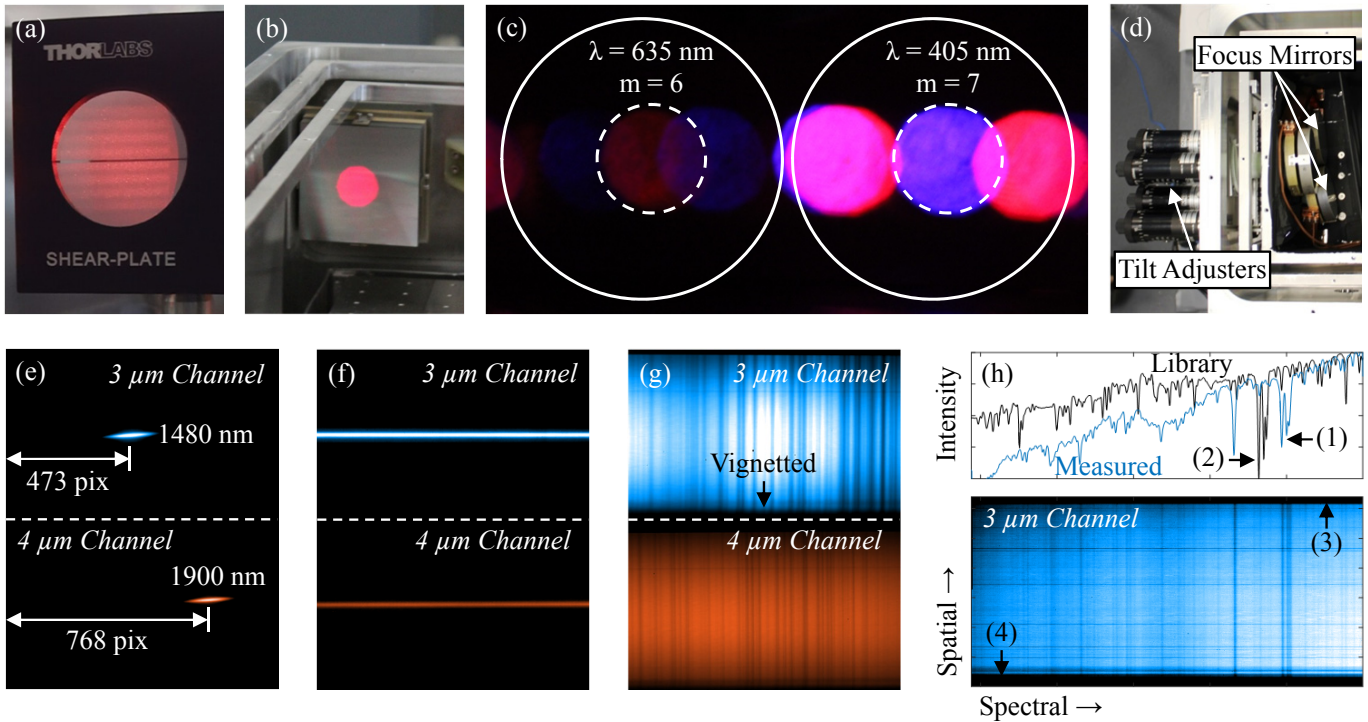 (a)
THORLABS
SHEAR-PLATE
(b)
(c)
λ = 635 nm
m = 6
λ = 405 nm
m = 7
(d)
Focus Mirrors
Tilt Adjusters
(e)
3 µm Channel
1480 nm
473 pix
4 µm Channel
1900 nm
768 pix
(f)
3 µm Channel
4 µm Channel
(g)
3 µm Channel
Vignetted
4 µm Channel
(h)
Library
Intensity
(1)
(2)
Measured
3 µm Channel
(3)
Spatial →
(4)
Spectral →